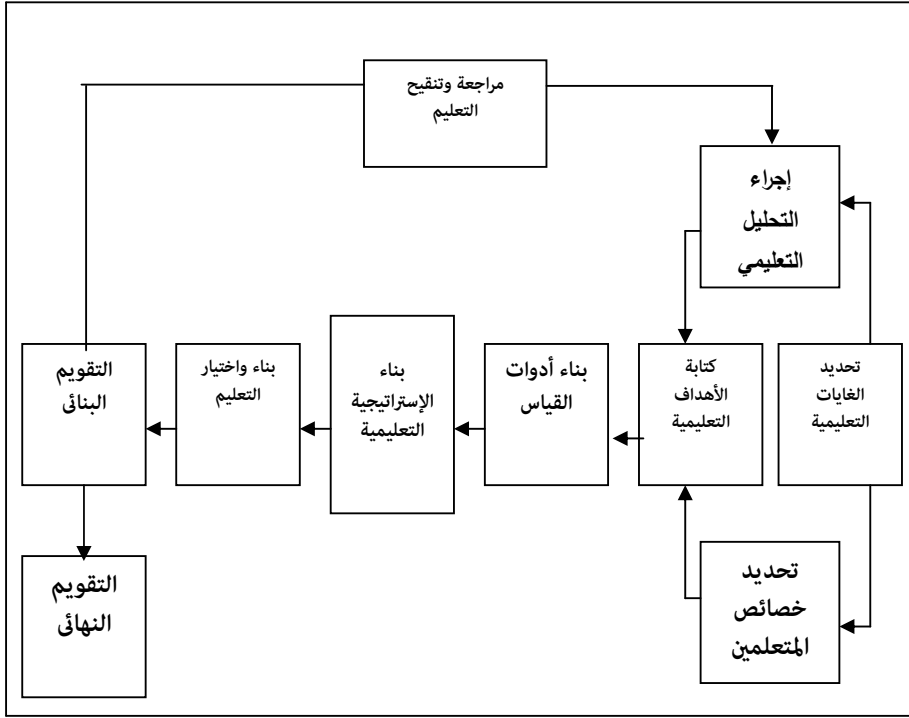 مراجعة وتنقيح
التعليم
إجراء
التحليل
التعليمي
تحديد
الغايات
التعليمية
كتابة
الأهداف
التعليمية
بناء أدوات
القياس
بناء
الإستراتيجية
التعليمية
بناء واختيار
التعليم
التقويم
البنائى
تحديد
خصائص
المتعلمين
التقويم
النهائى